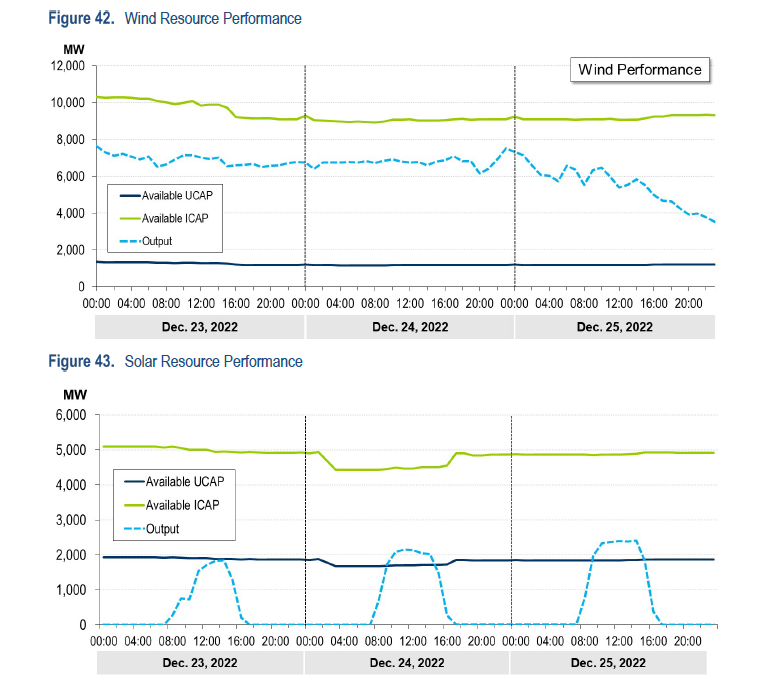 Figure 42. Wind Resource Performance
MW
Wind Performance
12,000
10,000
8,000
6,000
4,000
2,000
0
Available UCAP
Available ICAP
Output
00:00 04:00 08:00 12:00 16:00 20:00 00:00 04:00 08:00 12:00 16:00 20:00 00:00 04:00 08:00 12:00 16:00 20:00
Dec. 23, 2022 Dec. 24, 2022 Dec. 25, 2022
Figure 43. Solar Resource Performance
MW
6,000
5,000
4,000
3,000
2,000
1,000
0
Available UCAP
Available ICAP
Output
00:00 04:00 08:00 12:00 16:00 20:00 00:00 04:00 08:00 12:00 16:00 20:00 00:00 04:00 08:00 12:00 16:00 20:00
Dec. 23, 2022 Dec. 24, 2022 Dec. 25, 2022